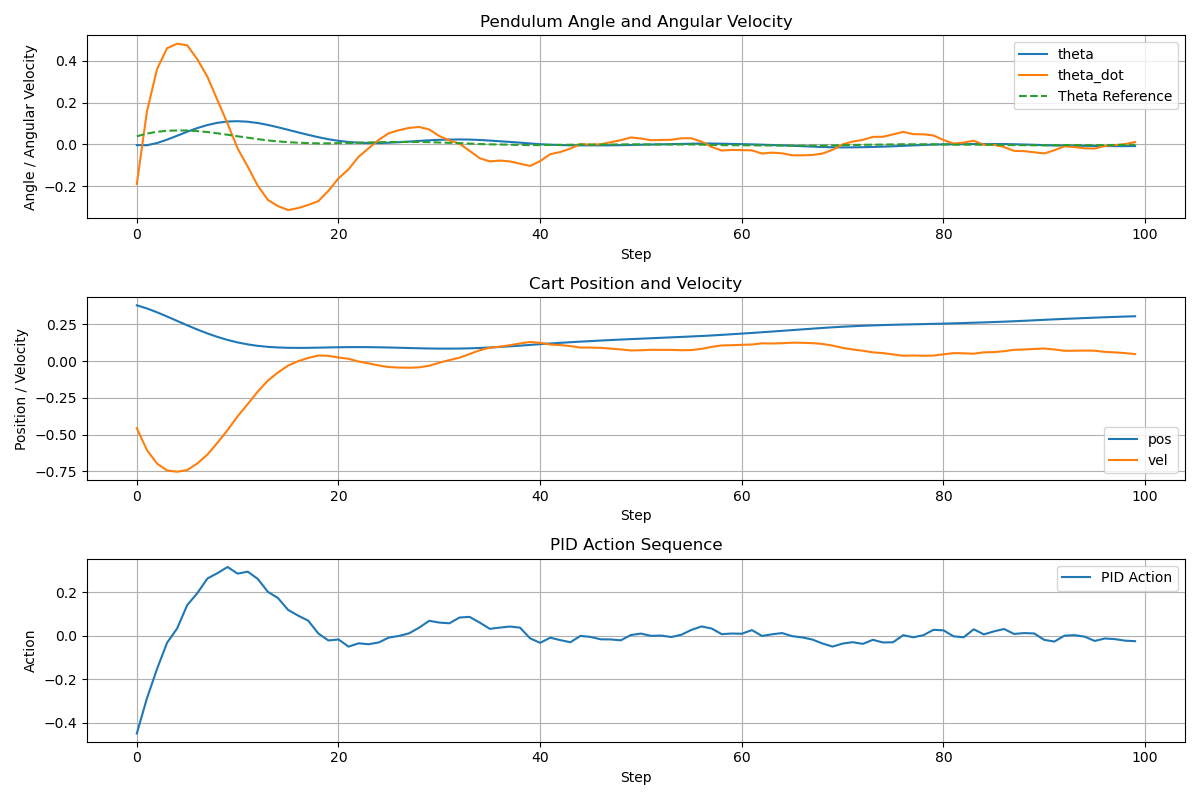 Pendulum Angle and Angular Velocity
Angle / Angular Velocity
0.4
0.2
0.0
−0.2
theta
theta_dot
Theta Reference
0 20 40 60 80 100
Step
Cart Position and Velocity
Position / Velocity
0.25
0.00
−0.25
−0.50
−0.75
pos
vel
0 20 40 60 80 100
Step
PID Action Sequence
Action
0.2
0.0
−0.2
−0.4
PID Action
0 20 40 60 80 100
Step